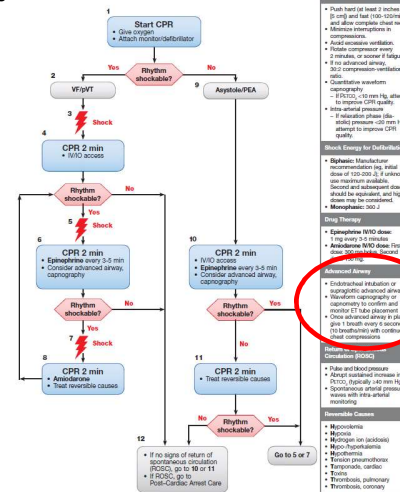 1
Start CPR
• Give oxygen
• Attach monitor/defibrillator
Yes
Rhythm
shockable?
No
2
VF/pVT
9
Asystole/PEA
3
Shock
4
CPR 2 min
• IV/IO access
Rhythm
shockable?
No
Yes
5
Shock
6
CPR 2 min
• Epinephrine every 3-5 min
• Consider advanced airway,
capnography
Rhythm
shockable?
No
Yes
7
Shock
8
CPR 2 min
• Amiodarone
• Treat reversible causes
10
CPR 2 min
• IV/IO access
• Epinephrine every 3-5 min
• Consider advanced airway,
capnography
Rhythm
shockable?
Yes
No
11
CPR 2 min
• Treat reversible causes
No
Rhythm
shockable?
Yes
12
• If no signs of return of
spontaneous circulation
(ROSC), go to 10 or 11
• If ROSC, go to
Post-Cardiac Arrest Care
Go to 5 or 7
• Push hard (at least 2 inches
[5 cm]) and fast (100-120/min)
and allow complete chest
• Minimize interruptions in
compressions.
• Avoid excessive ventilation.
• Rotate compressor every
2 minutes, or sooner if
• If no advanced airway,
30:2 compression-ventilation
ratio.
• Quantitative waveform
capnography
– If PETCO2 <10 mm Hg,
to improve CPR quality.
• Intra-arterial pressure
– If relaxation phase (dia-
stolic) pressure <20 mm
attempt to improve CPR
quality.
Shock Energy for
• Biphasic: Manufacturer
recommendation (eg, initial
dose of 120-200 J); if
use maximum available.
Second and subsequent
should be equivalent, and
doses may be considered.
• Monophasic: 360 J
Drug Therapy
• Epinephrine IV/IO dose:
1 mg every 3-5 minutes
• Amiodarone IV/IO dose:
dose: 300 mg bolus. Second
Advanced Airway
• Endotracheal intubation or
supraglottic advanced
• Waveform capnography or
capnometry to confirm and
monitor ET tube placement
• Once advanced airway in
give 1 breath every 6
(10 breaths/min) with
chest compressions
Circulation (ROSC)
• Pulse and blood pressure
• Abrupt sustained increase in
PETCO2 (typically ≥40 mm
• Spontaneous arterial
waves with intra-arterial
monitoring
Reversible Causes
• Hypovolemia
• Hypoxia
• Hydrogen ion (acidosis)
• Hypo-/hyperkalemia
• Hypothermia
• Tension pneumothorax
• Tamponade, cardiac
• Toxins
• Thrombosis, pulmonary
• Thrombosis, coronary